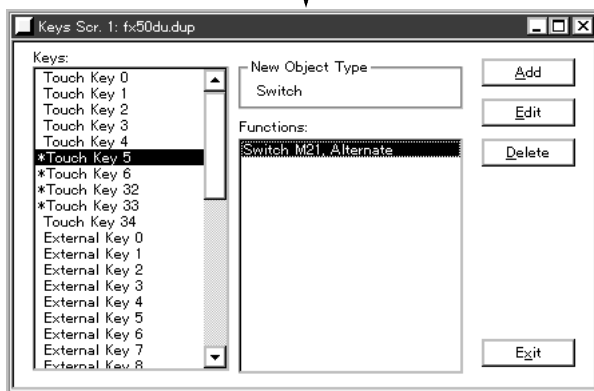 Keys Scr. 1: fx50du.dup
Keys:
Touch Key 0
Touch Key 1
Touch Key 2
Touch Key 3
Touch Key 4
*Touch Key 5
*Touch Key 6
*Touch Key 32
*Touch Key 33
Touch Key 34
External Key 0
External Key 1
External Key 2
External Key 3
External Key 4
External Key 5
External Key 6
External Key 7
External Key 8
New Object Type
Switch
Functions:
Switch M21, Alternate
Add
Edit
Delete
Exit